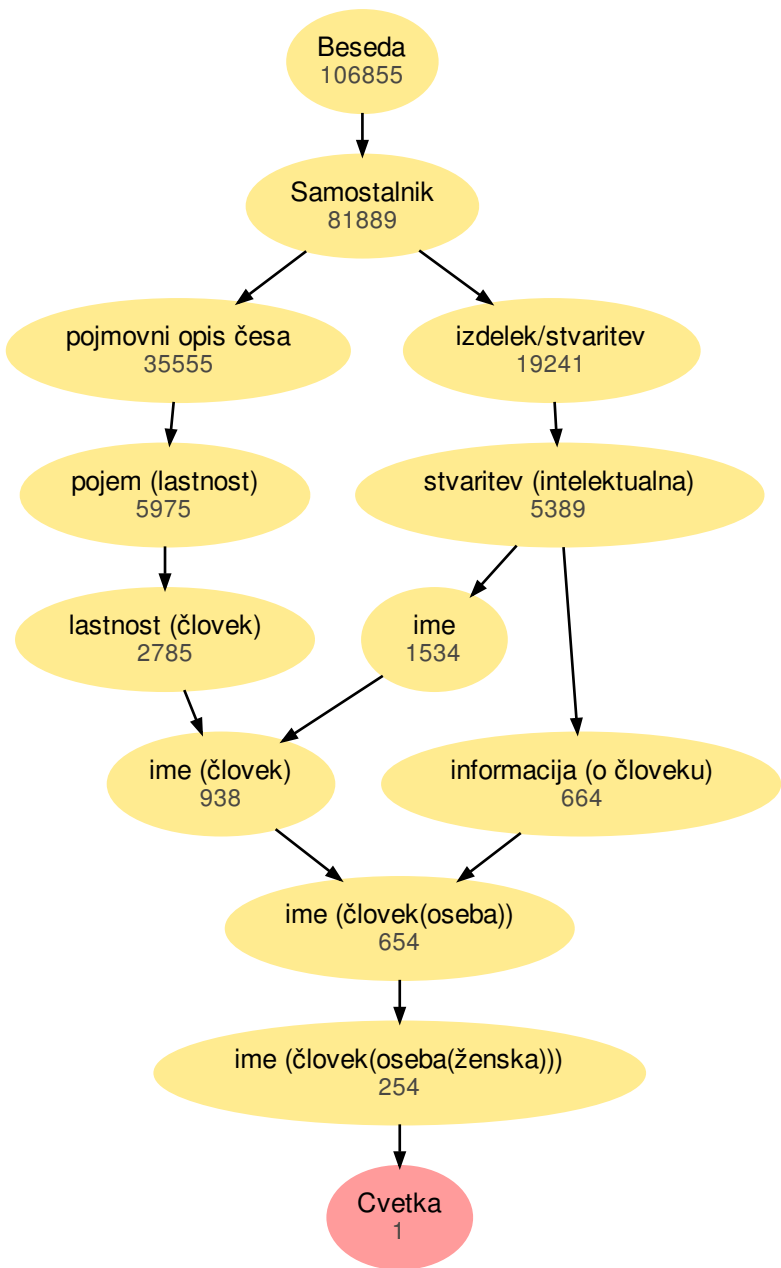 Beseda
106855
Samostalnik
81889
pojmovni opis česa
35555
izdelek/stvaritev
19241
pojem (lastnost)
5975
stvaritev (intelektualna)
5389
lastnost (človek)
2785
ime
1534
ime (človek)
938
informacija (o človeku)
664
ime (človek(oseba))
654
ime (človek(oseba(ženska)))
254
Cvetka
1